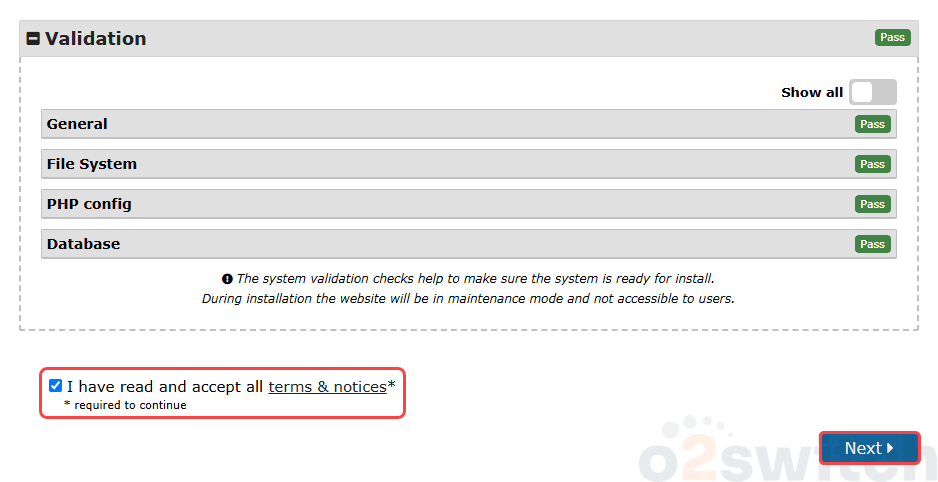 Validation
Pass
Show all
General
Pass
File System
Pass
PHP config
Pass
Database
Pass
The system validation checks help to make sure the system is ready for install.
During installation the website will be in maintenance mode and not accessible to users.
I have read and accept all terms & notices*
* required to continue
Next
o2switch